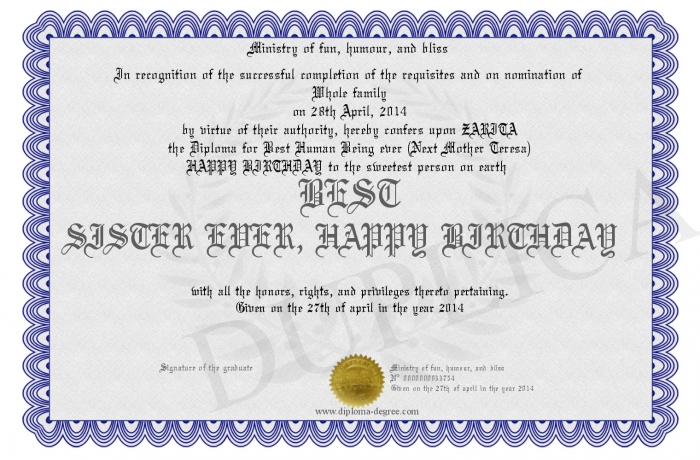 Ministry of fun, humour, and bliss
In recognition of the successful completion of the requisites and on nomination of
Whole family
on 28th April, 2014
by virtue of their authority, hereby confers upon ZARITA
the Diploma for Best Human Being ever (Next Mother Teresa)
HAPPY BIRTHDAY to the sweetest person on earth
BEST
SISTER EVER, HAPPY BIRTHDAY
with all the honors, rights, and privileges thereto pertaining.
Given on the 27th of april in the year 2014
Signature of the graduate
Ministry of fun, humour, and bliss
Given on the 27th of april in the year 2014
www.diploma-degree.com
DUPLICA